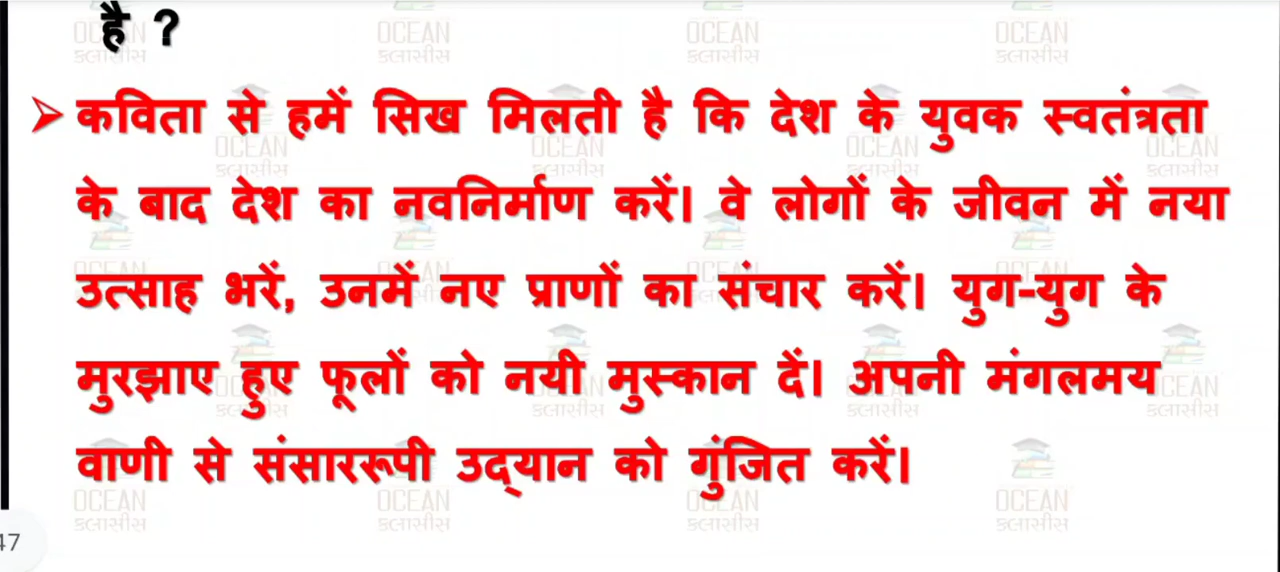 है ?
➢ कविता से हमें सिख मिलती है कि देश के युवक स्वतंत्रता
के बाद देश का नवनिर्माण करें। वे लोगों के जीवन में नया
उत्साह भरें, उनमें नए प्राणों का संचार करें। युग-युग के
मुरझाए हुए फूलों को नयी मुस्कान दें। अपनी मंगलमय
वाणी से संसाररूपी उद्‌यान को गुंजित करें।
47
OCEAN
ક્લાસીસ